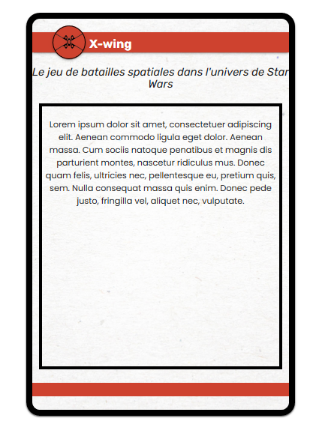 X-wing
Le jeu de batailles spatiales dans l'univers de Star
Wars
Lorem ipsum dolor sit amet, consectetuer adipiscing
elit. Aenean commodo ligula eget dolor. Aenean
massa. Cum sociis natoque penatibus et magnis dis
parturient montes, nascetur ridiculus mus. Donec
quam felis, ultricies nec, pellentesque eu, pretium quis,
sem. Nulla consequat massa quis enim. Donec pede
justo, fringilla vel, aliquet nec, vulputate.